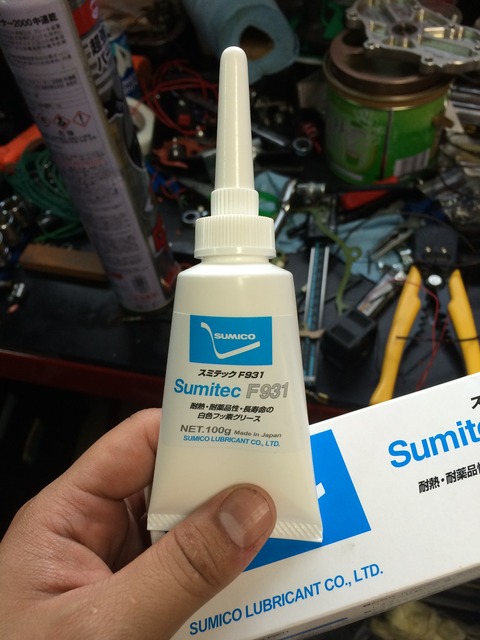 SUMICO
スミテック F931
Sumitec F931
耐熱・耐薬品性・長寿命の
白色フッ素グリース
NET.100g Made in Japan
SUMICO LUBRICANT CO., LTD.
ス
Sumite
耐熱・耐薬品性
SUMICO LUBRICANT CO., LTD.